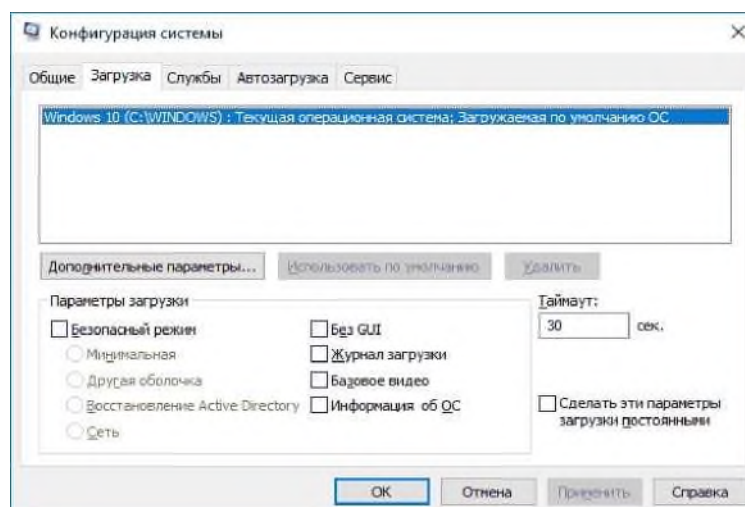 Конфигурация системы
Общие Загрузка Службы Автозагрузка Сервис
Windows 10 (C:\WINDOWS) : Текущая операционная система; Загружаемая по умолчанию ОС
Дополнительные параметры... Использовать по умолчанию Удалить
Параметры загрузки
Таймаут:
Безопасный режим
Без GUI
30 сек.
Минимальная
Журнал загрузки
Другая оболочка
Базовое видео
Восстановление Active Directory
Информация об ОС
Сеть
Сделать эти параметры
загрузки постоянными
ОК Отмена Применить Справка